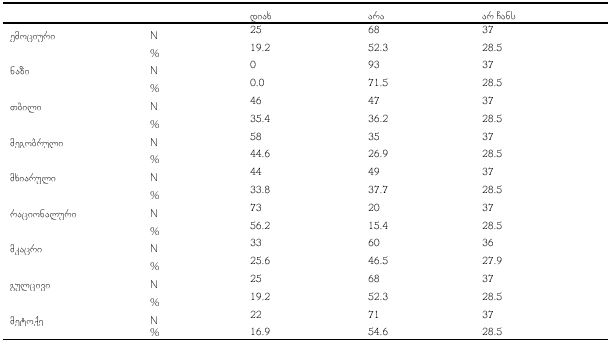 დიახ არა არ ჩანს
ემოციური N 25 68 37
% 19.2 52.3 28.5
ნაზი N 0 93 37
% 0.0 71.5 28.5
თბილი N 46 47 37
% 35.4 36.2 28.5
მეგობრული N 58 35 37
% 44.6 26.9 28.5
მხიარული N 44 49 37
% 33.8 37.7 28.5
რაციონალური N 73 20 37
% 56.2 15.4 28.5
მკაცრი N 33 60 36
% 25.6 46.5 27.9
გულცივი N 25 68 37
% 19.2 52.3 28.5
მეტოქე N 22 71 37
% 16.9 54.6 28.5